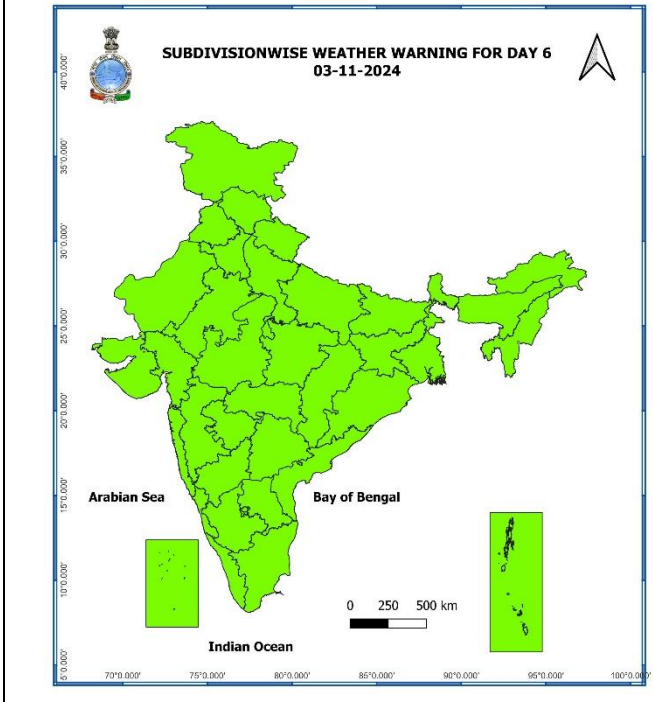 SUBDIVISIONWISE WEATHER WARNING FOR DAY 6
03-11-2024
40°0.000'
35°0.000'
30°0.000'
25°0.000'
20°0.000'
15°0.000'
10°0.000'
5°0.000'
Arabian Sea
Bay of Bengal
0 250 500 km
Indian Ocean
70°0.000' 75°0.000' 80°0.000' 85°0.000' 90°0.000' 95°0.000' 100°0.000'